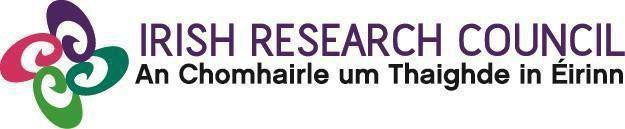 IRISH RESEARCH COUNCIL
An Chomhairle um Thaighde in Éirinn